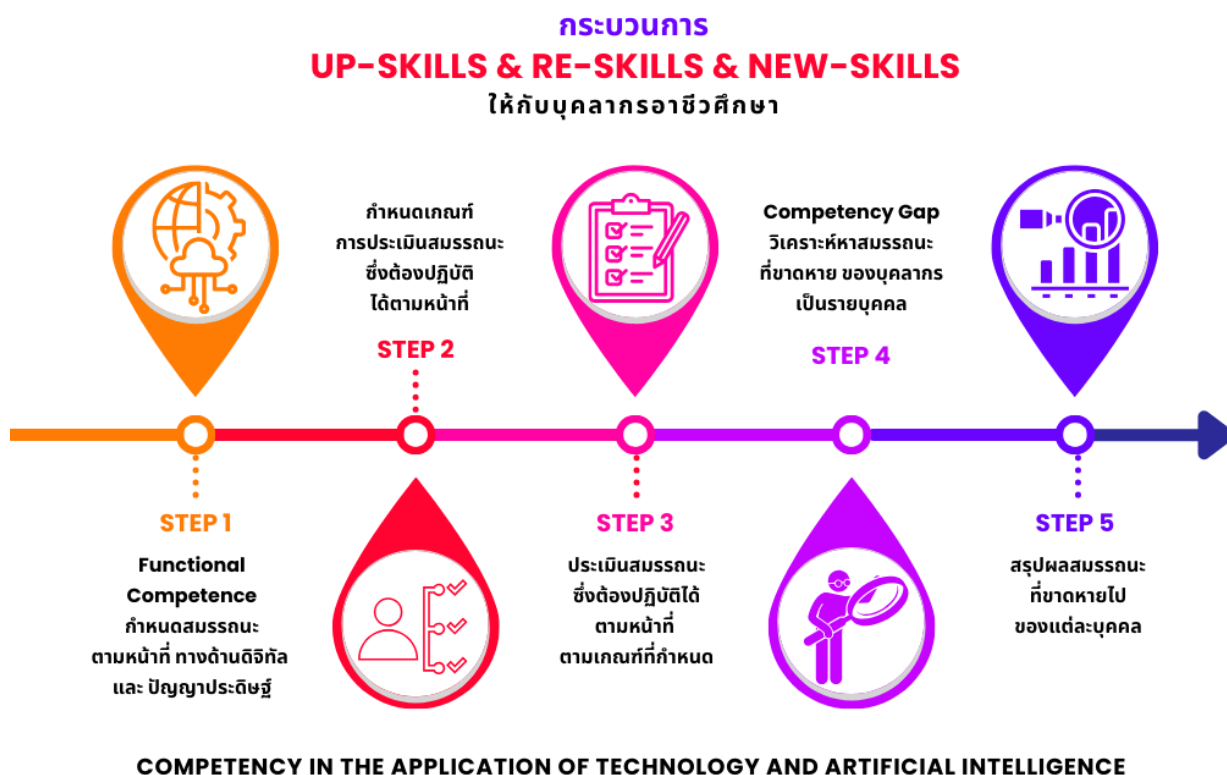 กระบวนการ
UP-SKILLS & RE-SKILLS & NEW-SKILLS
ให้กับบุคลากรอาชีวศึกษา
STEP 1
Functional
Competence
กำหนดสมรรถนะ
ตามหน้าที่ ทางด้านดิจิทัล
และ ปัญญาประดิษฐ์
กำหนดเกณฑ์
การประเมินสมรรถนะ
ซึ่งต้องปฏิบัติ
ได้ตามหน้าที่
STEP 2
STEP 3
ประเมินสมรรถนะ
ซึ่งต้องปฏิบัติได้
ตามหน้าที่
ตามเกณฑ์ที่กำหนด
Competency Gap
วิเคราะห์หาสมรรถนะ
ที่ขาดหาย ของบุคลากร
เป็นรายบุคคล
STEP 4
STEP 5
สรุปผลสมรรถนะ
ที่ขาดหายไป
ของแต่ละบุคคล
COMPETENCY IN THE APPLICATION OF TECHNOLOGY AND ARTIFICIAL INTELLIGENCE